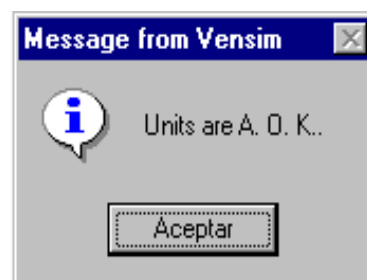 Message from Vensim
Units are A. O. K..
Aceptar